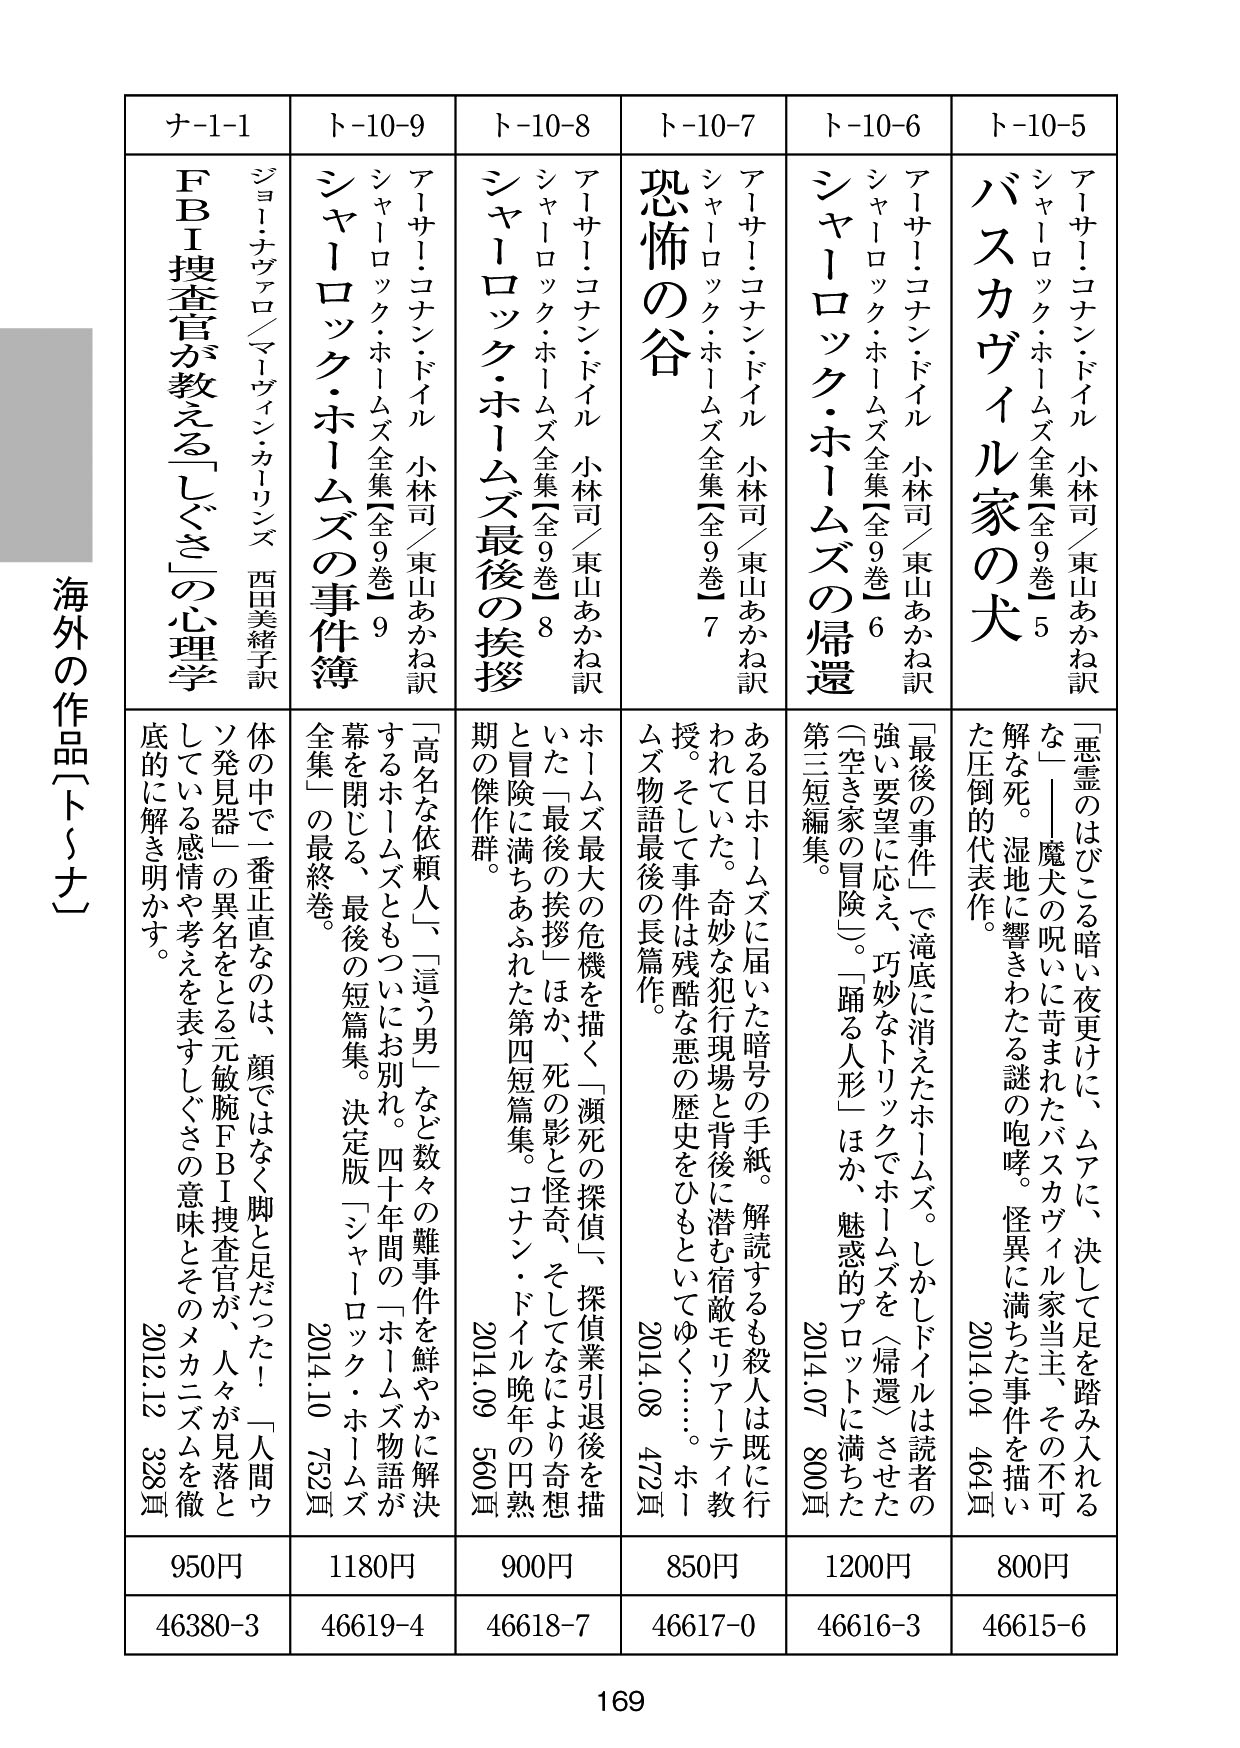 ト-10-5
アーサー・コナン・ドイル　小林司／東山あかね訳
シャーロック・ホームズ全集【全９巻】５
バスカヴィル家の犬
「悪霊のはびこる暗い夜更けに、ムアに、決して足を踏み入れる
な」――魔犬の呪いに苛まれたバスカヴィル家当主、その不可
解な死。湿地に響きわたる謎の咆哮。怪異に満ちた事件を描い
た圧倒的代表作。　2014.04　464頁
800円
46615-6
ト-10-6
アーサー・コナン・ドイル　小林司／東山あかね訳
シャーロック・ホームズ全集【全９巻】６
シャーロック・ホームズの帰還
「最後の事件」で滝底に消えたホームズ。しかしドイルは読者の
強い要望に応え、巧妙なトリックでホームズを〈帰還〉させた
（「空き家の冒険」）。「踊る人形」ほか、魅惑的プロットに満ちた
第三短編集。　2014.07　800頁
1200円
46616-3
ト-10-7
アーサー・コナン・ドイル　小林司／東山あかね訳
シャーロック・ホームズ全集【全９巻】７
恐怖の谷
ある日ホームズに届いた暗号の手紙。解読するも殺人は既に行
われていた。奇妙な犯行現場と背後に潜む宿敵モリアーティ教
授。そして事件は残酷な悪の歴史をひもといてゆく……。ホー
ムズ物語最後の長篇作。　2014.08　472頁
850円
46617-0
ト-10-8
アーサー・コナン・ドイル　小林司／東山あかね訳
シャーロック・ホームズ全集【全９巻】８
シャーロック・ホームズ最後の挨拶
ホームズ最大の危機を描く「瀕死の探偵」、探偵業引退後を描
いた「最後の挨拶」ほか、死の影と怪奇、そしてなにより奇想
と冒険に満ちあふれた第四短篇集。コナン・ドイル晩年の円熟
期の傑作群。　2014.09　560頁
900円
46618-7
ト-10-9
アーサー・コナン・ドイル　小林司／東山あかね訳
シャーロック・ホームズ全集【全９巻】９
シャーロック・ホームズの事件簿
「高名な依頼人」、「這う男」など数々の難事件を鮮やかに解決
するホームズともついにお別れ。四十年間の「ホームズ物語が
幕を閉じる、最後の短篇集。決定版「シャーロック・ホームズ
全集」の最終巻。　2014.10　752頁
1180円
46619-4
ナ-1-1
ジョー・ナヴァロ／マーヴィン・カーリンズ　西田美緒子訳
ＦＢＩ捜査官が教える「しぐさ」の心理学
体の中で一番正直なのは、顔ではなく脚と足だった！　「人間ウ
ソ発見器」の異名をとる元敏腕ＦＢＩ捜査官が、人々が見落と
している感情や考えを表すしぐさの意味とそのメカニズムを徹
底的に解き明かす。　2012.12　328頁
950円
46380-3
海外の作品〔ト～ナ〕
169